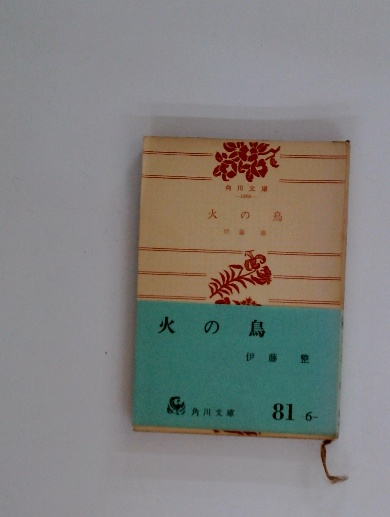 角川文庫
火の鳥
伊藤整
火の鳥
伊藤整
角川文庫
81 -6-